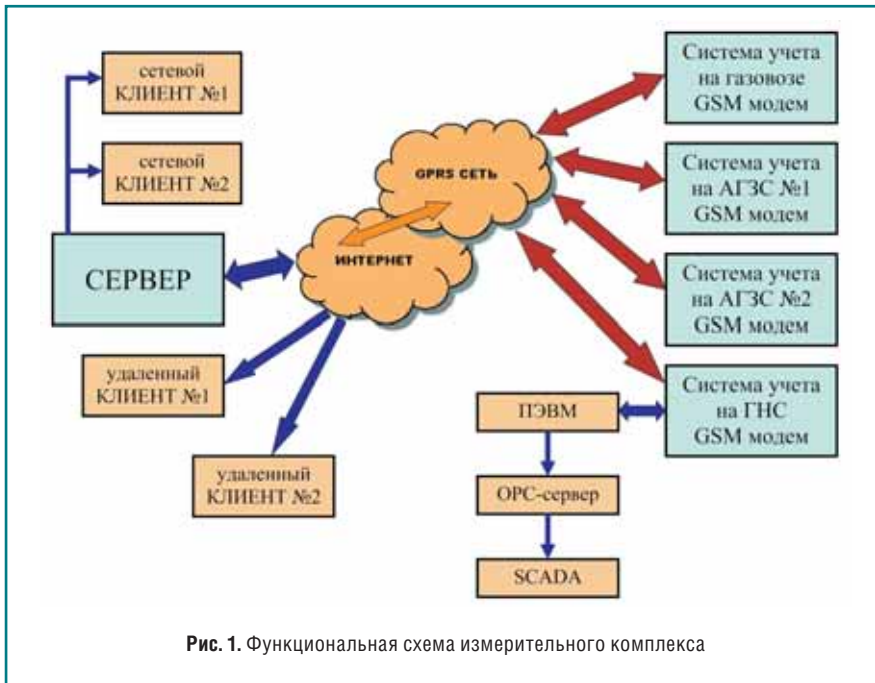 сетевой
КЛИЕНТ №1
сетевой
КЛИЕНТ №2
СЕРВЕР
удаленный
КЛИЕНТ №1
удаленный
КЛИЕНТ №2
GPRS СЕТЬ
ИНТЕРНЕТ
Система учета
на газовозе
GSM модем
Система учета
на АГЗС №1
GSM модем
Система учета
на АГЗС №2
GSM модем
Система учета
на ГНС
GSM модем
ПЭВМ
ОРС-сервер
SCADA
Рис. 1. Функциональная схема измерительного комплекса